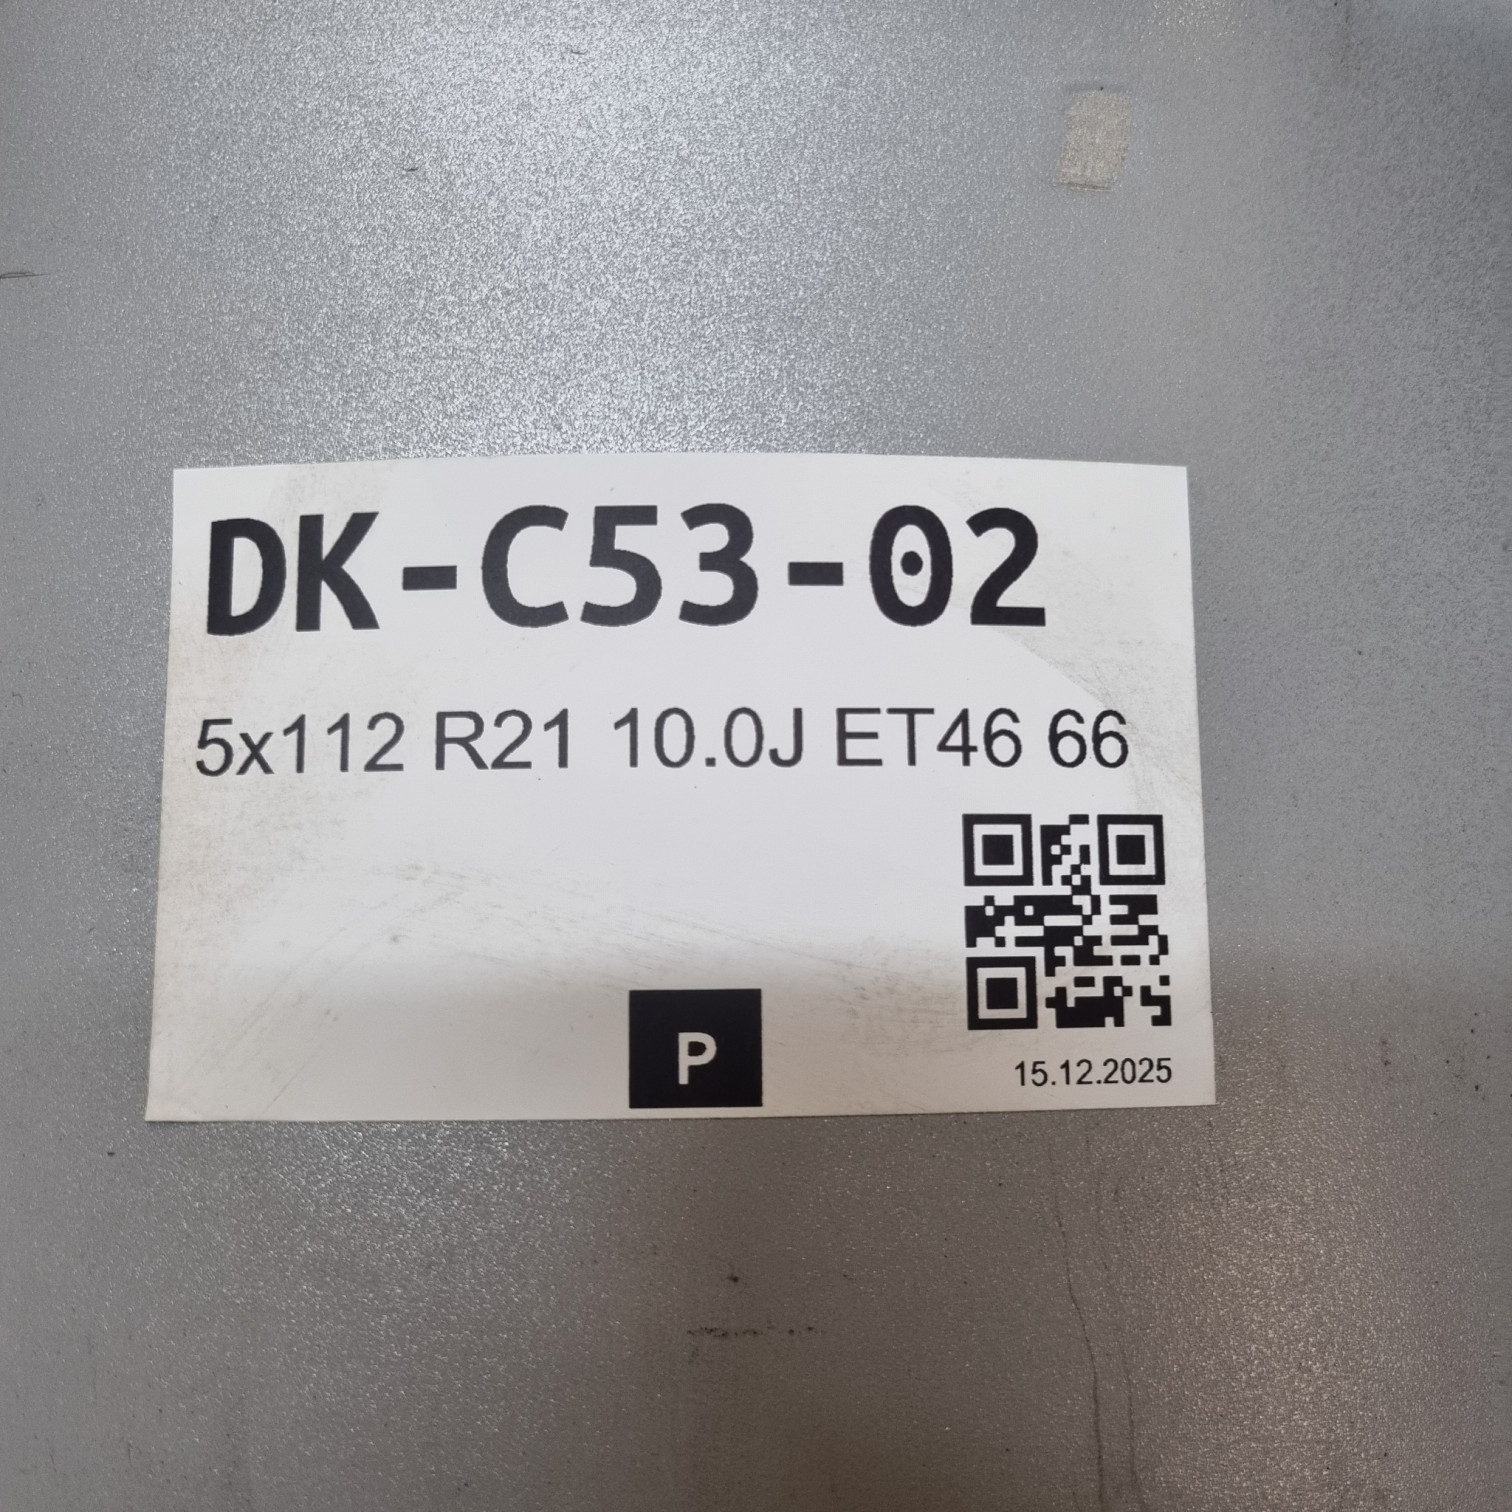 DK-C53-02
5x112 R21 10.0J ET46 66
P
15.12.2025